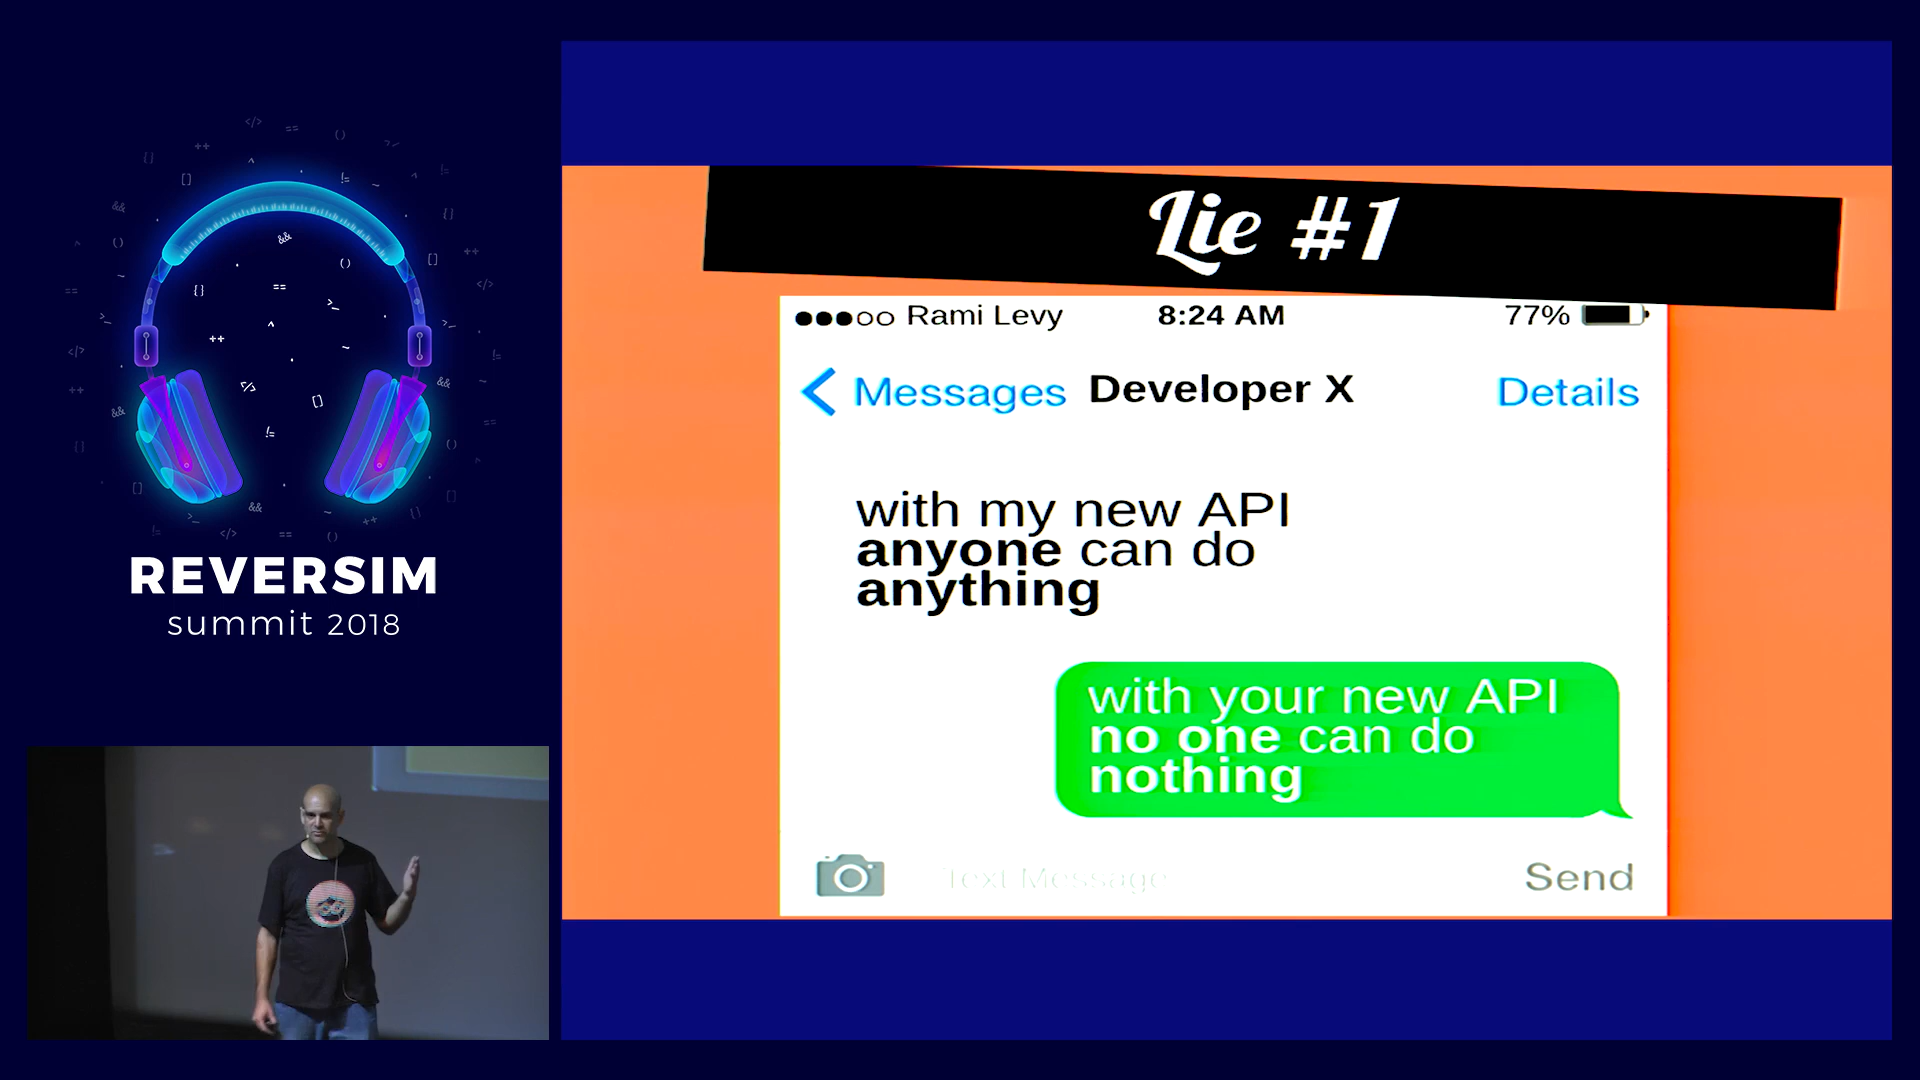 REVERSIM
summit 2018
Lie #1
Rami Levy 8:24 AM 77%
Messages Developer X Details
with my new API
anyone can do
anything
with your new API
no one can do
nothing
Text Message Send